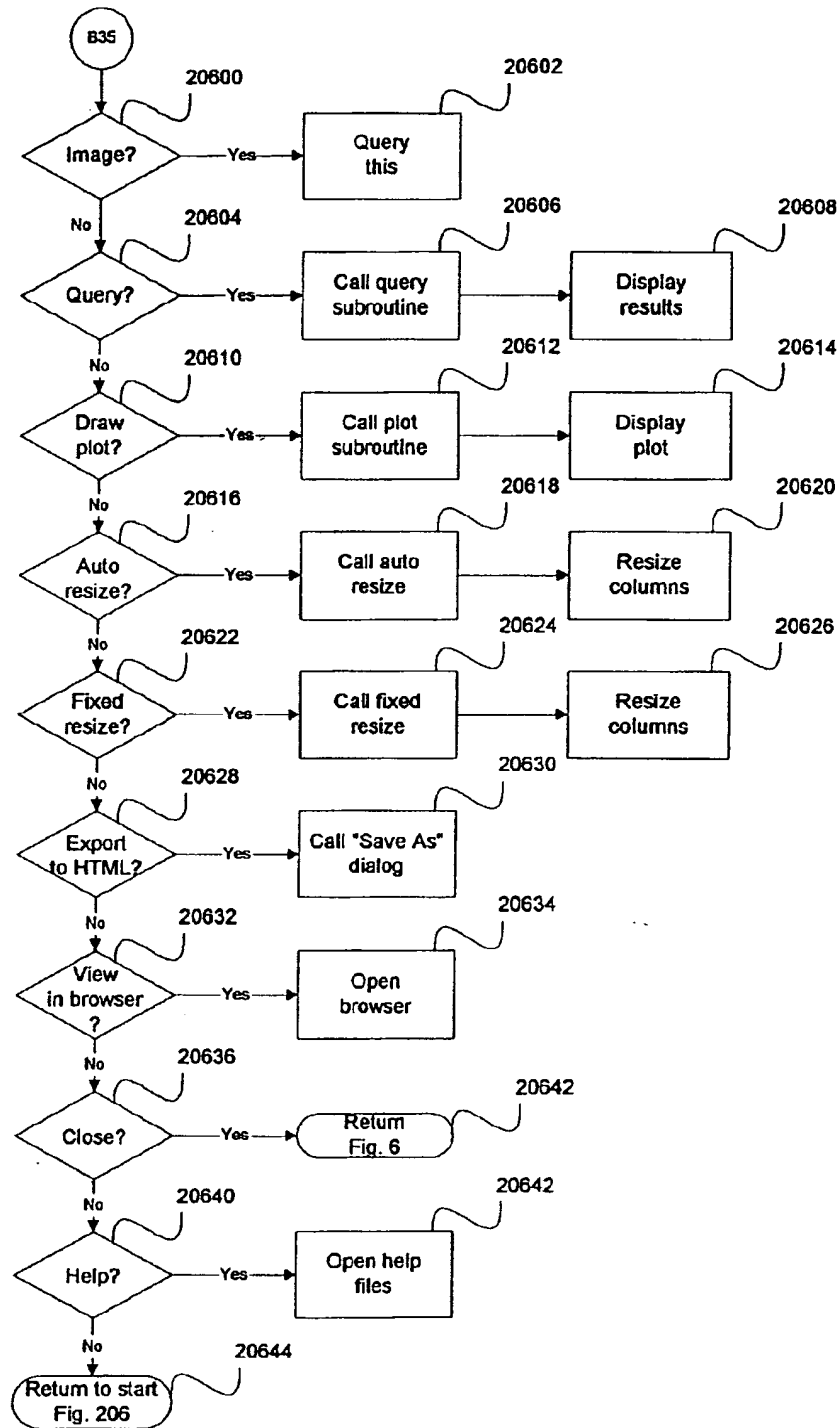 B35
20600
20602
Image?
Yes
Query
this
No
20604
20606
20608
Query?
Yes
Call query
subroutine
Display
results
No
20610
20612
20614
Draw
plot?
Yes
Call plot
subroutine
Display
plot
No
20616
20618
20620
Auto
resize?
Yes
Call auto
resize
Resize
columns
No
20622
20624
20626
Fixed
resize?
Yes
Call fixed
resize
Resize
columns
No
20628
20630
Export
to HTML?
Yes
Call "Save As"
dialog
No
20632
20634
View
in browser
?
Yes
Open
browser
No
20636
20642
Close?
Yes
Return
Fig. 6
No
20640
20642
Help?
Yes
Open help
files
No
20644
Return to start
Fig. 206